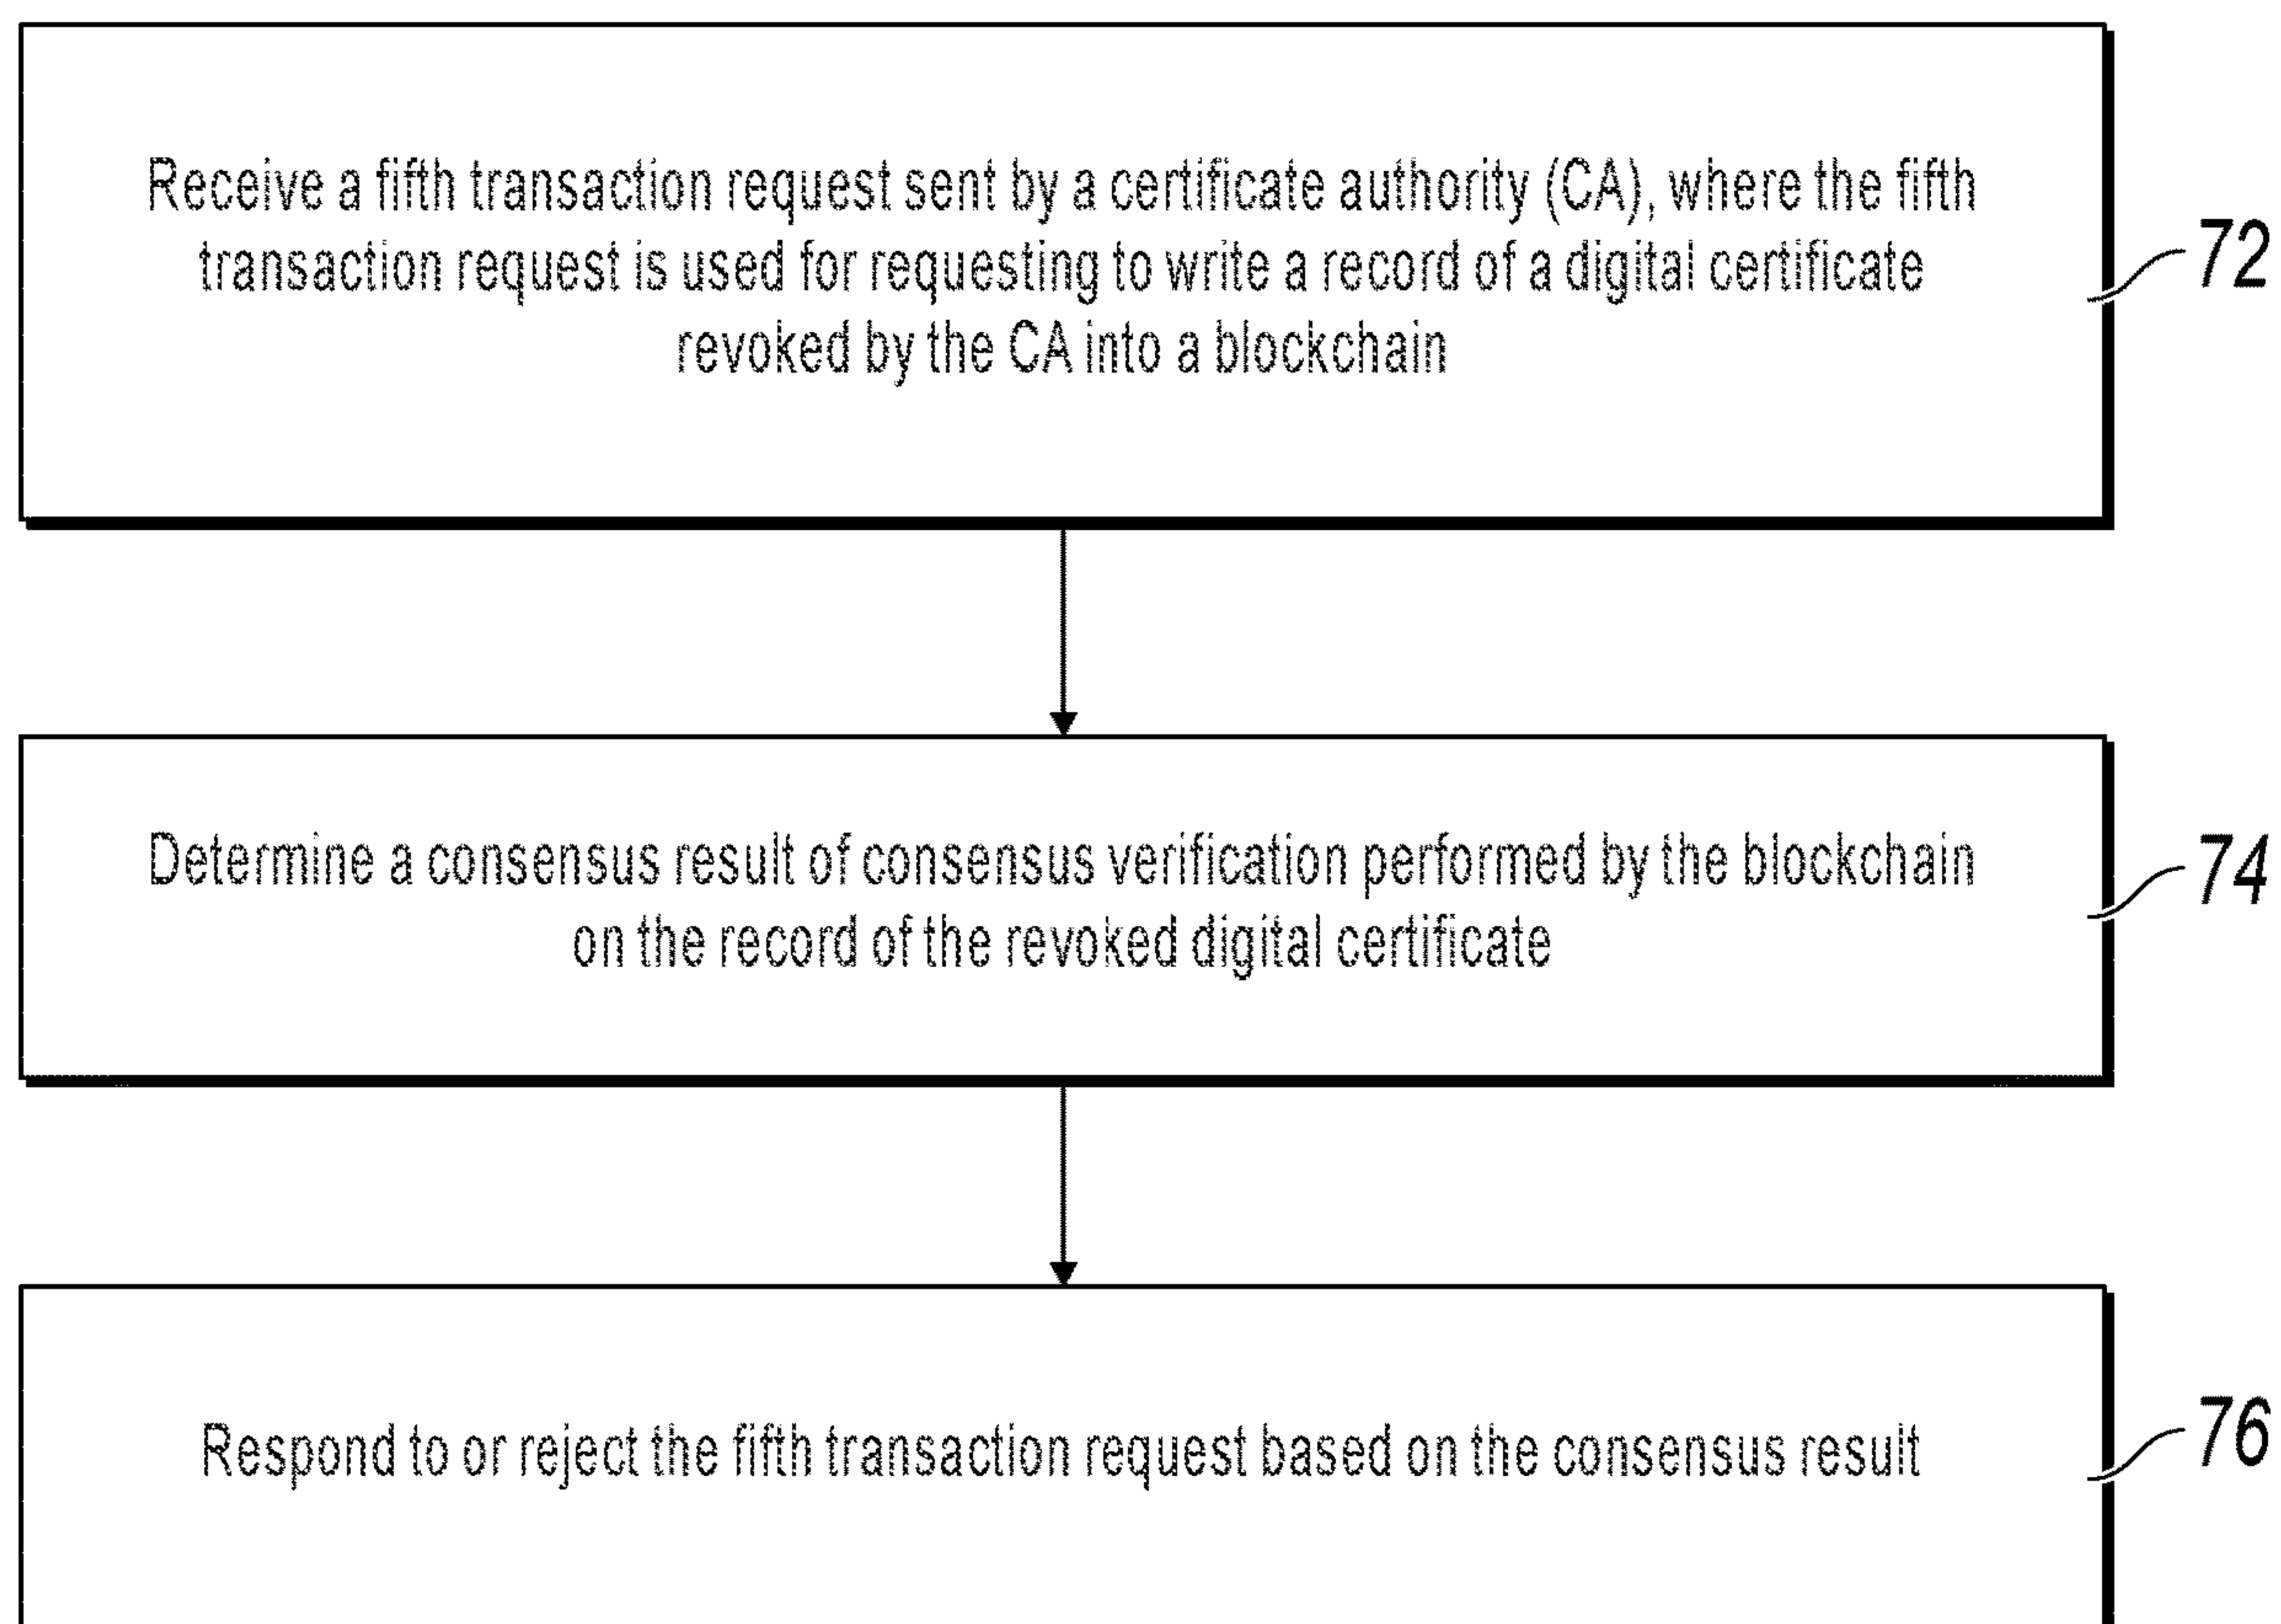 Receive a fifth transaction request sent by a certificate authority (CA), where the fifth
transaction request is used for requesting to write a record of a digital certificate
revoked by the CA into a blockchain
72
Determine a consensus result of consensus verification performed by the blockchain
on the record of the revoked digital certificate
74
Respond to or reject the fifth transaction request based on the consensus result
76